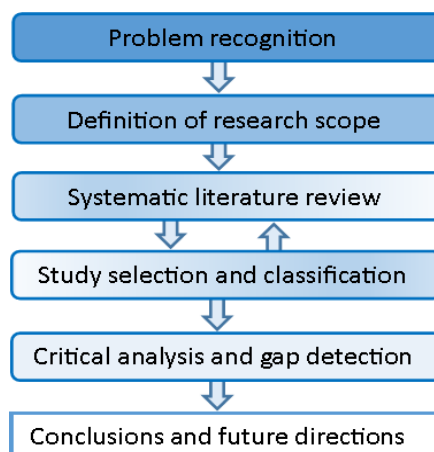 Problem recognition
Definition of research scope
Systematic literature review
Study selection and classification
Critical analysis and gap detection
Conclusions and future directions